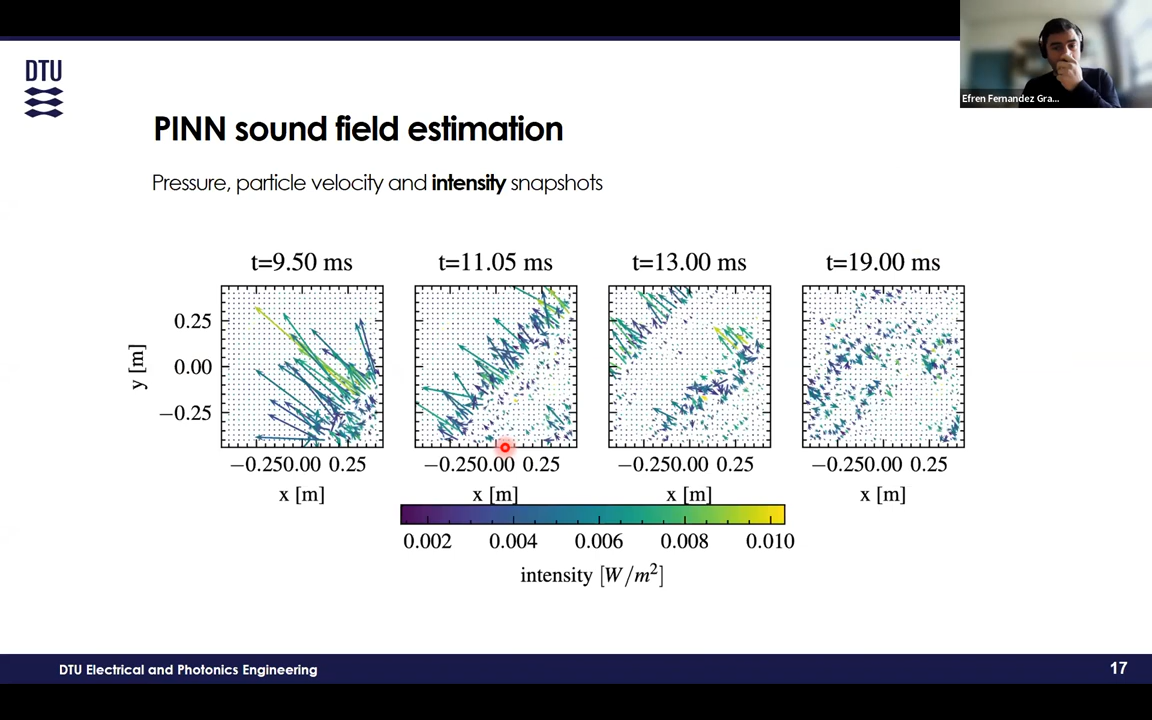 Efren Fernandez Gra...
DTU
PINN sound field estimation
Pressure, particle velocity and intensity snapshots
t=9.50 ms t=11.05 ms t=13.00 ms t=19.00 ms
0.25
0.00
−0.25
y [m]
−0.250.00 0.25 −0.250.00 0.25 −0.250.00 0.25 −0.250.00 0.25
x [m] x [m] x [m] x [m]
0.002 0.004 0.006 0.008 0.010
intensity [W/m²]
DTU Electrical and Photonics Engineering 17